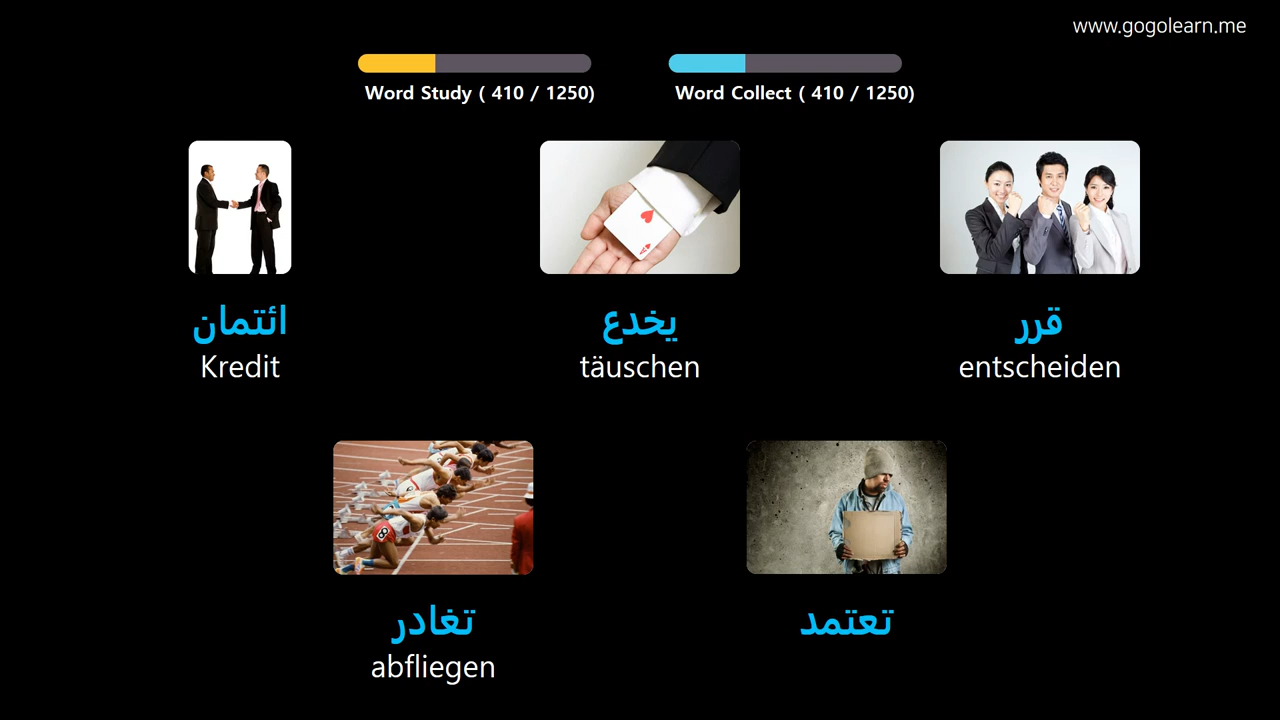 www.gogolearn.me
Word Study ( 410 / 1250)
Word Collect ( 410 / 1250)
ائتمان
Kredit
يخدع
täuschen
قرر
entscheiden
تغادر
abfliegen
تعتمد